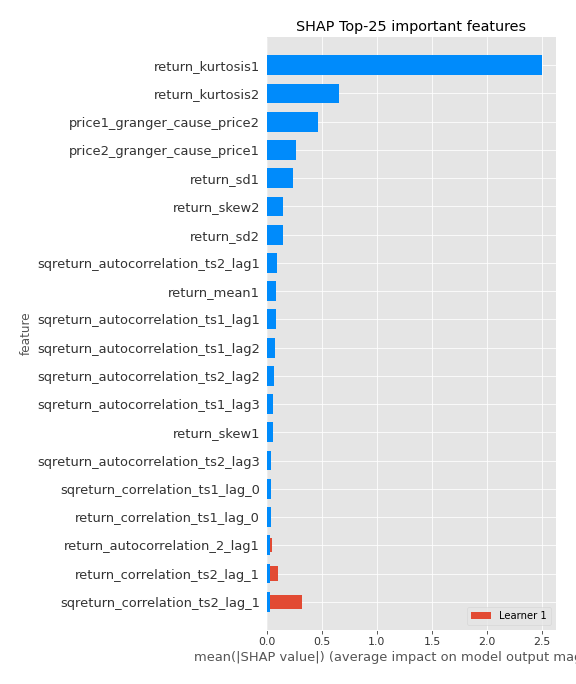 SHAP Top-25 important features
return_kurtosis1
return_kurtosis2
price1_granger_cause_price2
price2_granger_cause_price1
return_sd1
return_skew2
return_sd2
sqreturn_autocorrelation_ts2_lag1
return_mean1
sqreturn_autocorrelation_ts1_lag1
sqreturn_autocorrelation_ts1_lag2
sqreturn_autocorrelation_ts2_lag2
sqreturn_autocorrelation_ts1_lag3
return_skew1
sqreturn_autocorrelation_ts2_lag3
sqreturn_correlation_ts1_lag_0
return_correlation_ts1_lag_0
return_autocorrelation_2_lag1
return_correlation_ts2_lag_1
sqreturn_correlation_ts2_lag_1
feature
Learner 1
0.0 0.5 1.0 1.5 2.0 2.5
mean(|SHAP value|) (average impact on model output mag